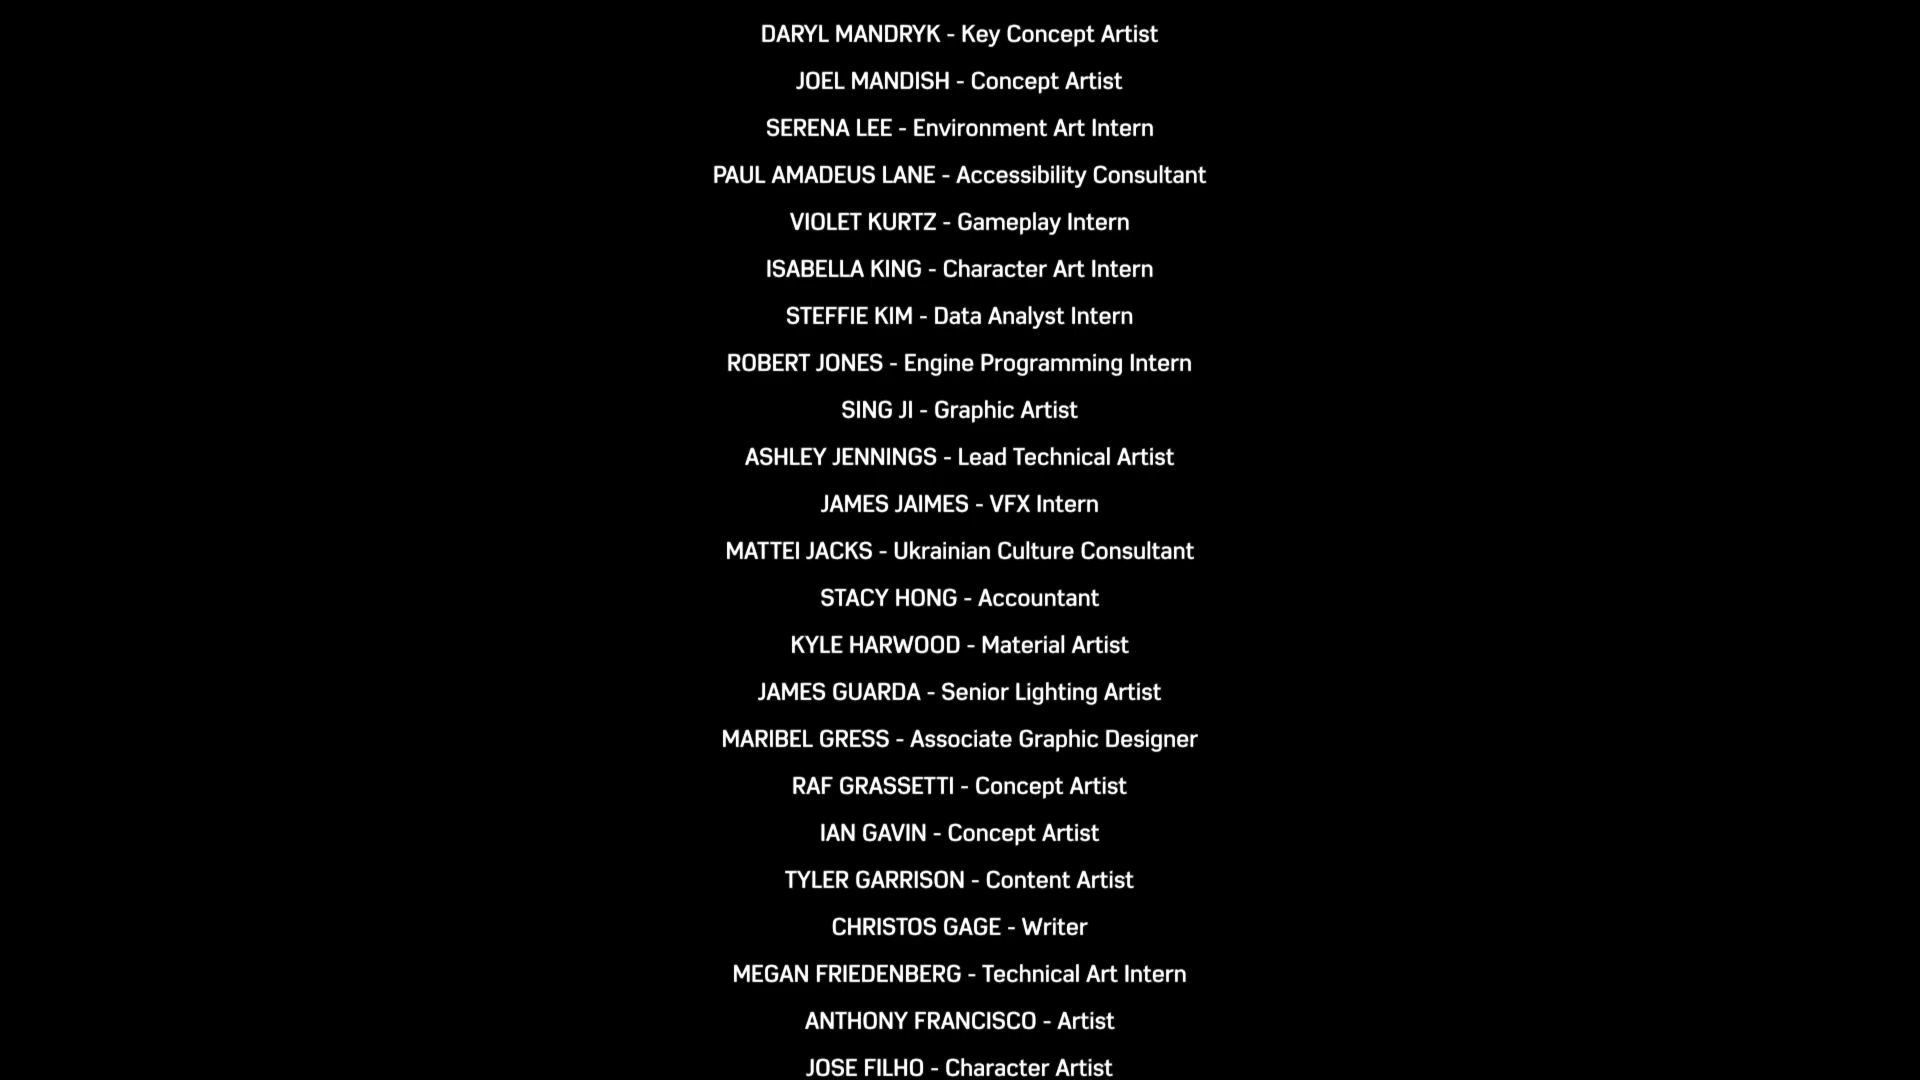 DARYL MANDRYK - Key Concept Artist
JOEL MANDISH - Concept Artist
SERENA LEE - Environment Art Intern
PAUL AMADEUS LANE - Accessibility Consultant
VIOLET KURTZ - Gameplay Intern
ISABELLA KING - Character Art Intern
STEFFIE KIM - Data Analyst Intern
ROBERT JONES - Engine Programming Intern
SING JI - Graphic Artist
ASHLEY JENNINGS - Lead Technical Artist
JAMES JAIMES - VFX Intern
MATTEI JACKS - Ukrainian Culture Consultant
STACY HONG - Accountant
KYLE HARWOOD - Material Artist
JAMES GUARDA - Senior Lighting Artist
MARIBEL GRESS - Associate Graphic Designer
RAF GRASSETTI - Concept Artist
IAN GAVIN - Concept Artist
TYLER GARRISON - Content Artist
CHRISTOS GAGE - Writer
MEGAN FRIEDENBERG - Technical Art Intern
ANTHONY FRANCISCO - Artist
JOSE FILHO - Character Artist